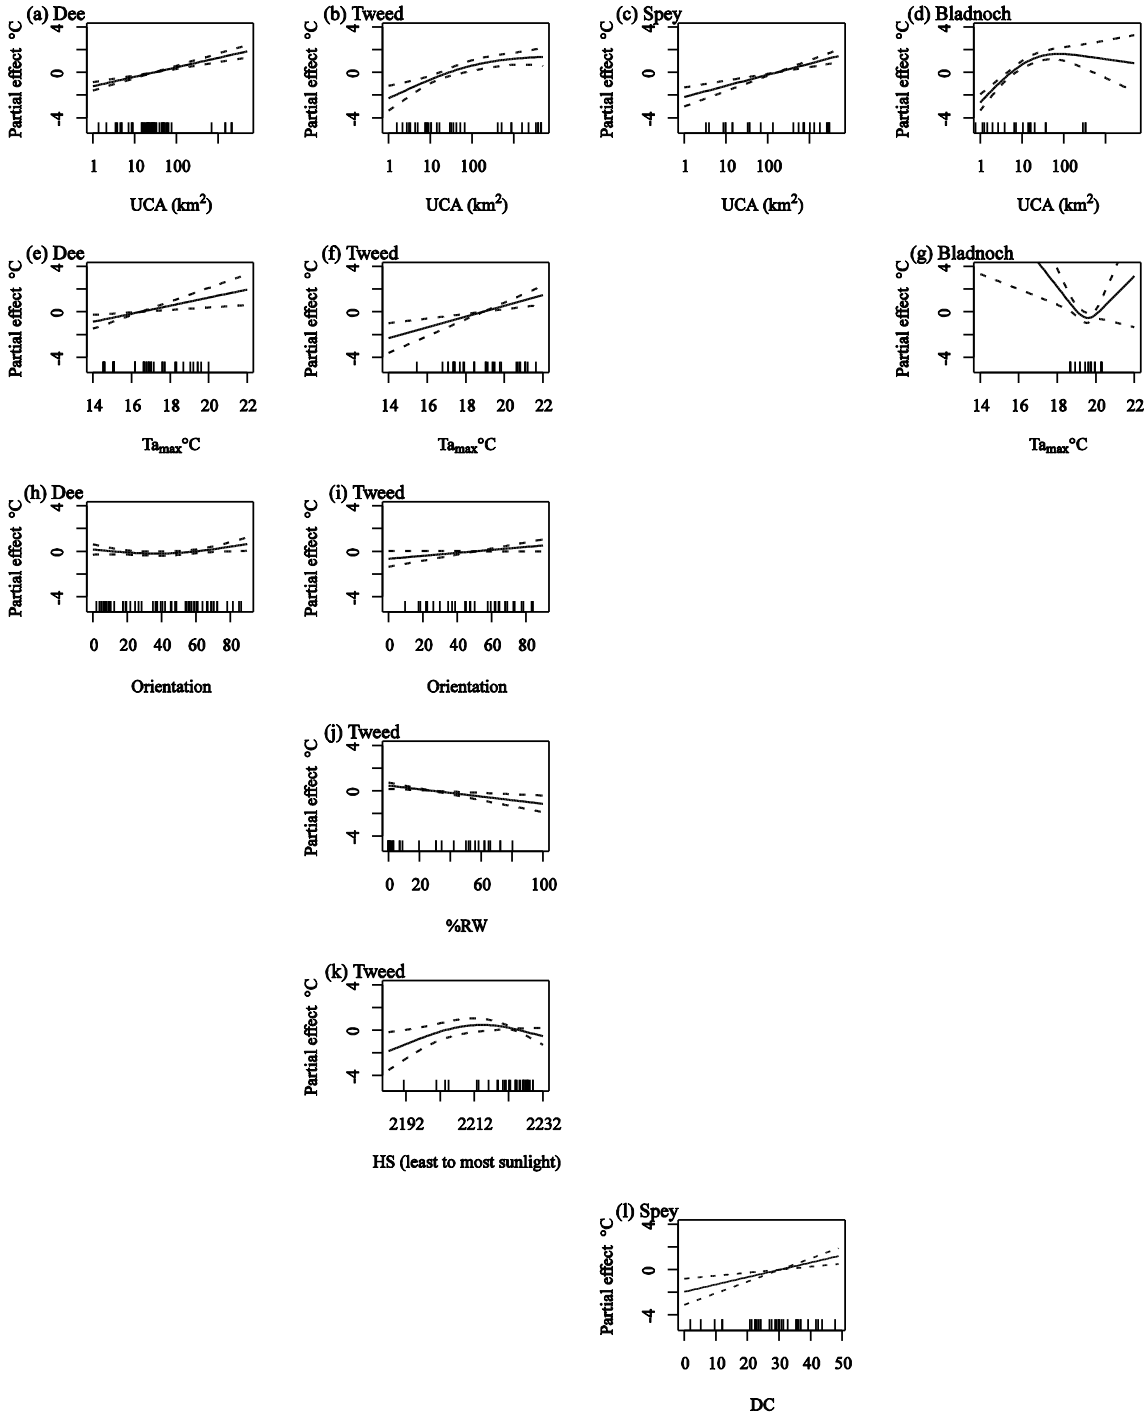 (a) Dee
(b) Tweed
(c) Spey
(d) Bladnoch
Partial effect °C
4
0
-4
Partial effect °C
4
0
-4
Partial effect °C
4
0
-4
Partial effect °C
4
0
-4
1 10 100
1 10 100
1 10 100
1 10 100
UCA (km²)
UCA (km²)
UCA (km²)
UCA (km²)
(e) Dee
(f) Tweed
(g) Bladnoch
Partial effect °C
4
0
-4
Partial effect °C
4
0
-4
Partial effect °C
4
0
-4
14 16 18 20 22
14 16 18 20 22
14 16 18 20 22
Tamax°C
Tamax°C
Tamax°C
(h) Dee
(i) Tweed
Partial effect °C
4
0
-4
Partial effect °C
4
0
-4
0 20 40 60 80
0 20 40 60 80
Orientation
Orientation
(j) Tweed
Partial effect °C
4
0
-4
0 20 60 100
%RW
(k) Tweed
Partial effect °C
4
0
-4
2192 2212 2232
HS (least to most sunlight)
(l) Spey
Partial effect °C
4
0
-4
0 10 20 30 40 50
DC